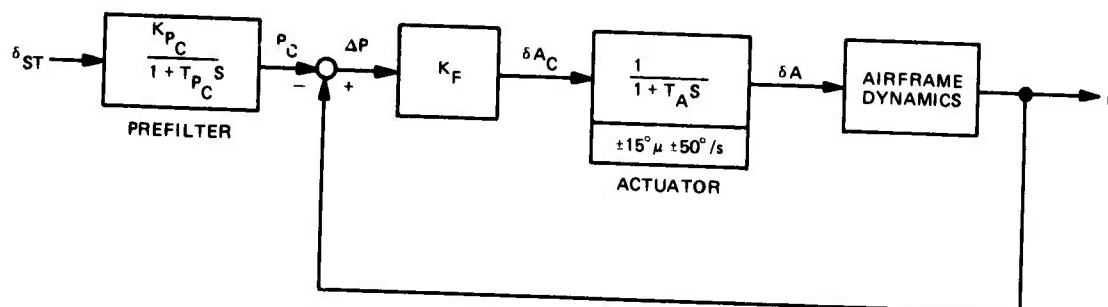 δST
KPC
1 + TPCS
PREFILTER
PC
−
+
ΔP
KF
δAC
1
1 + TAS
±15°μ ±50°/s
ACTUATOR
δA
AIRFRAME
DYNAMICS